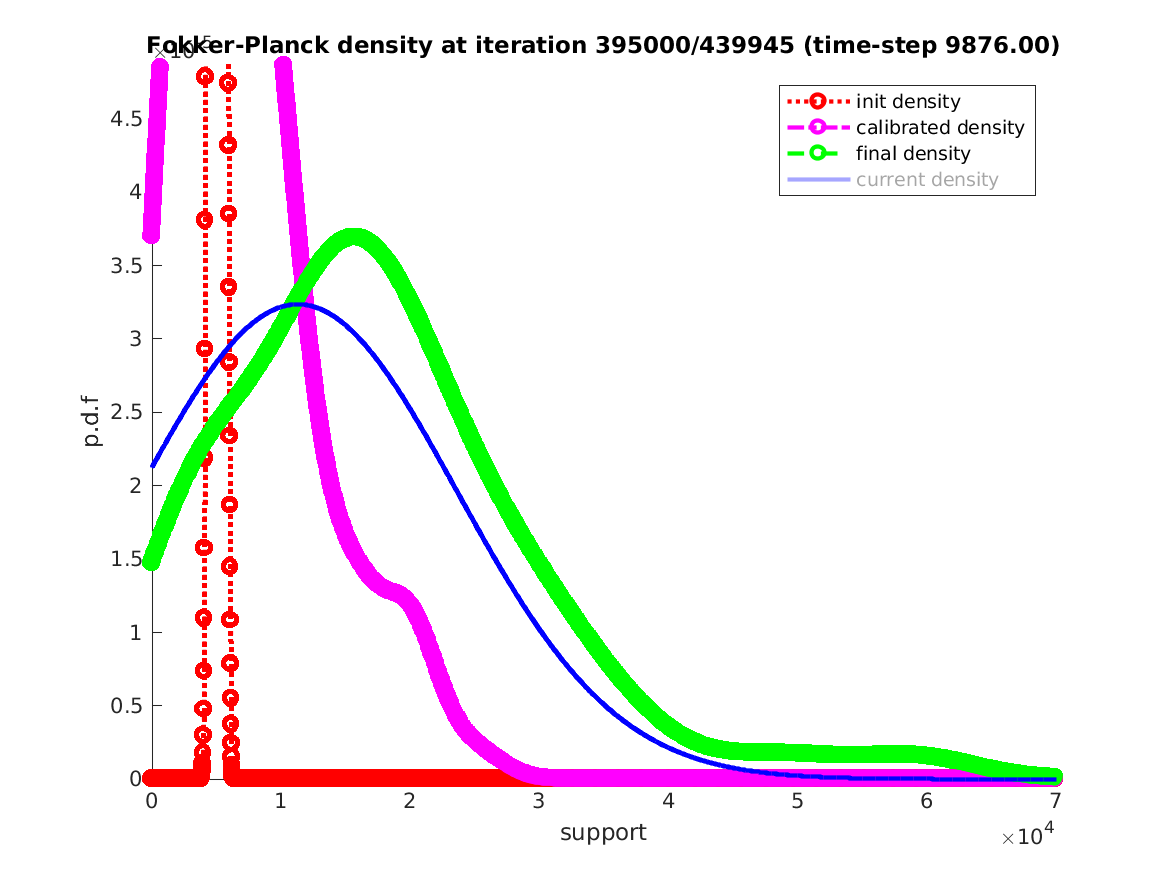 Fokker-Planck density at iteration 395000/439945 (time-step 9876.00)
×10
init density
calibrated density
final density
current density
4.5
4
3.5
3
2.5
2
1.5
1
0.5
0
p.d.f
0 1 2 3 4 5 6 7
support
×10⁴